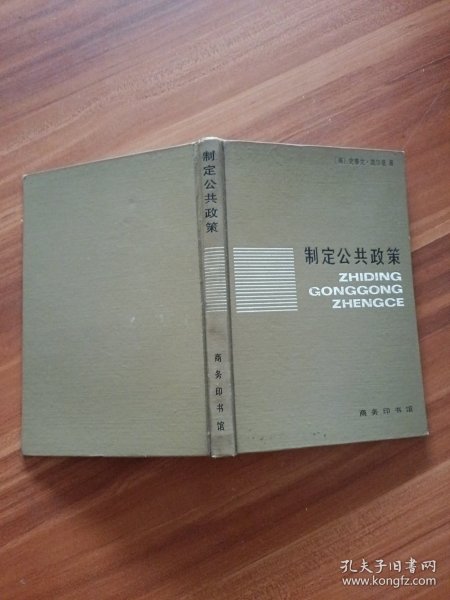 制定公共政策
商务印书馆
著
制定公共政策
ZHIDING
GONGGONG
ZHENGCE
商务印书馆
孔夫子旧书网
www.kongfz.com